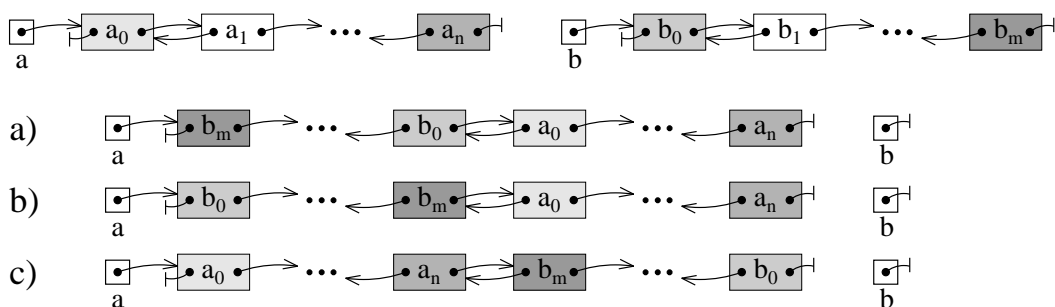 a₀ a₁ ••• aₙ b₀ b₁ ••• bₘ
a b
a) bₘ ••• b₀ a₀ ••• aₙ
a b
b) b₀ ••• bₘ a₀ ••• aₙ
a b
c) a₀ ••• aₙ bₘ ••• b₀
a b